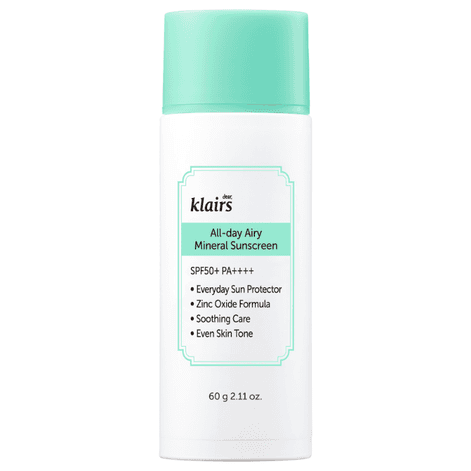 dear,
klairs
All-day Airy
Mineral Sunscreen
SPF50+ PA++++
• Everyday Sun Protector
• Zinc Oxide Formula
• Soothing Care
• Even Skin Tone
60 g 2.11 oz.